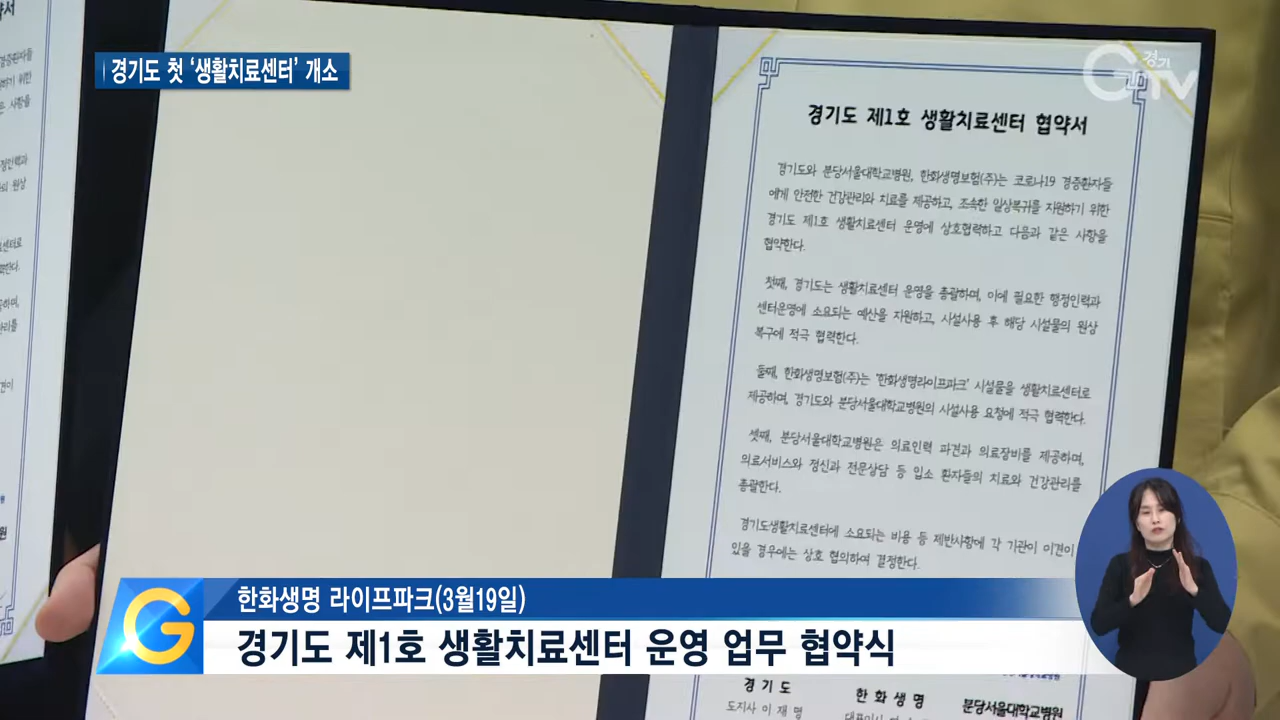 경기도 첫 ‘생활치료센터’ 개소
경기
GTV
경기도 제1호 생활치료센터 협약서
경기도와 분당서울대학교병원, 한화생명보험(주)는 코로나19 경증환자들
에게 안전한 건강관리와 치료를 제공하고, 조속한 일상복귀를 지원하기 위한
경기도 제1호 생활치료센터 운영에 상호협력하고 다음과 같은 사항을
협약한다.
첫째, 경기도는 생활치료센터 운영을 총괄하며, 이에 필요한 행정인력과
센터운영에 소요되는 예산을 지원하고, 시설사용 후 해당 시설물의 원상
복구에 적극 협력한다.
둘째, 한화생명보험(주)는 '한화생명라이프파크' 시설물을 생활치료센터로
제공하며, 경기도와 분당서울대학교병원의 시설사용 요청에 적극 협력한다.
셋째, 분당서울대학교병원은 의료인력 파견과 의료장비를 제공하며,
의료서비스와 정신과 전문상담 등 입소 환자들의 치료와 건강관리를
총괄한다.
경기도생활치료센터에 소요되는 비용 등 제반사항에 각 기관이 이견이
있을 경우에는 상호 협의하여 결정한다.
G
한화생명 라이프파크(3월19일)
경기도 제1호 생활치료센터 운영 업무 협약식
경 기 도 한 화 생 명 분당서울대학교병원
도지사 이 재 명